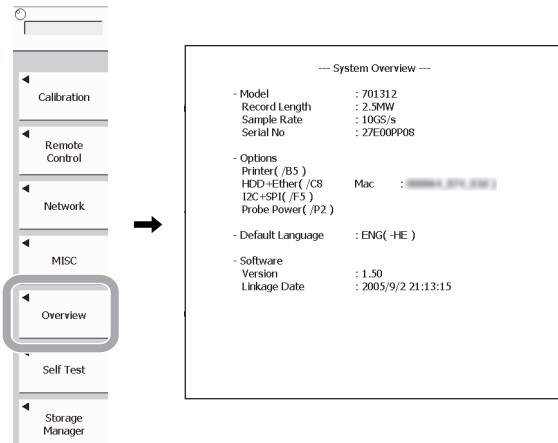 Calibration
Remote
Control
Network
MISC
Overview
Self Test
Storage
Manager
--- System Overview ---
- Model : 701312
Record Length : 2.5MW
Sample Rate : 10GS/s
Serial No : 27E00PP08
- Options
Printer( /B5 )
HDD+Ether( /C8 Mac :
I2C+SPI( /F5 )
Probe Power( /P2 )
- Default Language : ENG( -HE )
- Software
Version : 1.50
Linkage Date : 2005/9/2 21:13:15